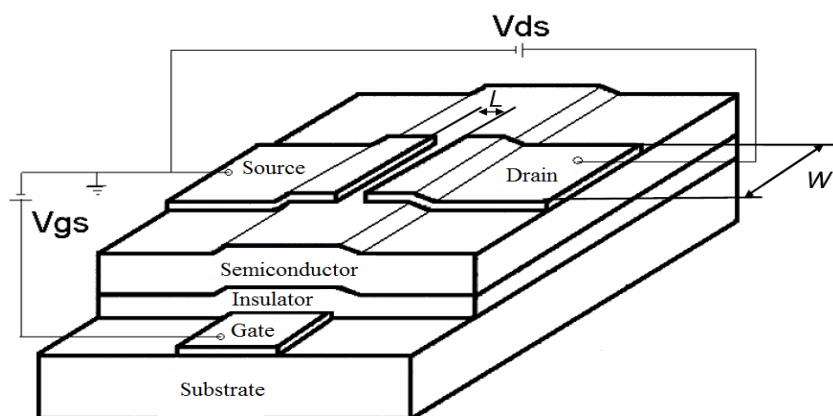 Vds
L
Source
Drain
W
Vgs
Semiconductor
Insulator
Gate
Substrate